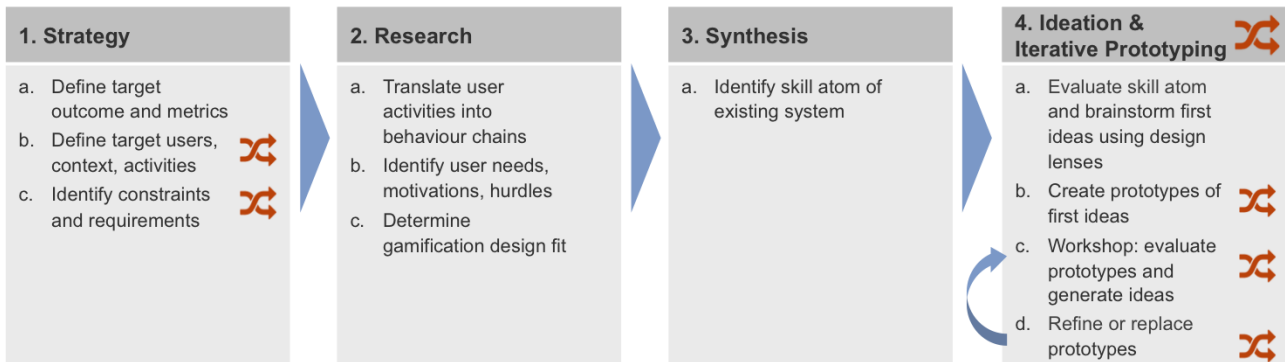 1. Strategy
a. Define target
outcome and metrics
b. Define target users,
context, activities
c. Identify constraints
and requirements
2. Research
a. Translate user
activities into
behaviour chains
b. Identify user needs,
motivations, hurdles
c. Determine
gamification design fit
3. Synthesis
a. Identify skill atom of
existing system
4. Ideation &
Iterative Prototyping
a. Evaluate skill atom
and brainstorm first
ideas using design
lenses
b. Create prototypes of
first ideas
c. Workshop: evaluate
prototypes and
generate ideas
d. Refine or replace
prototypes